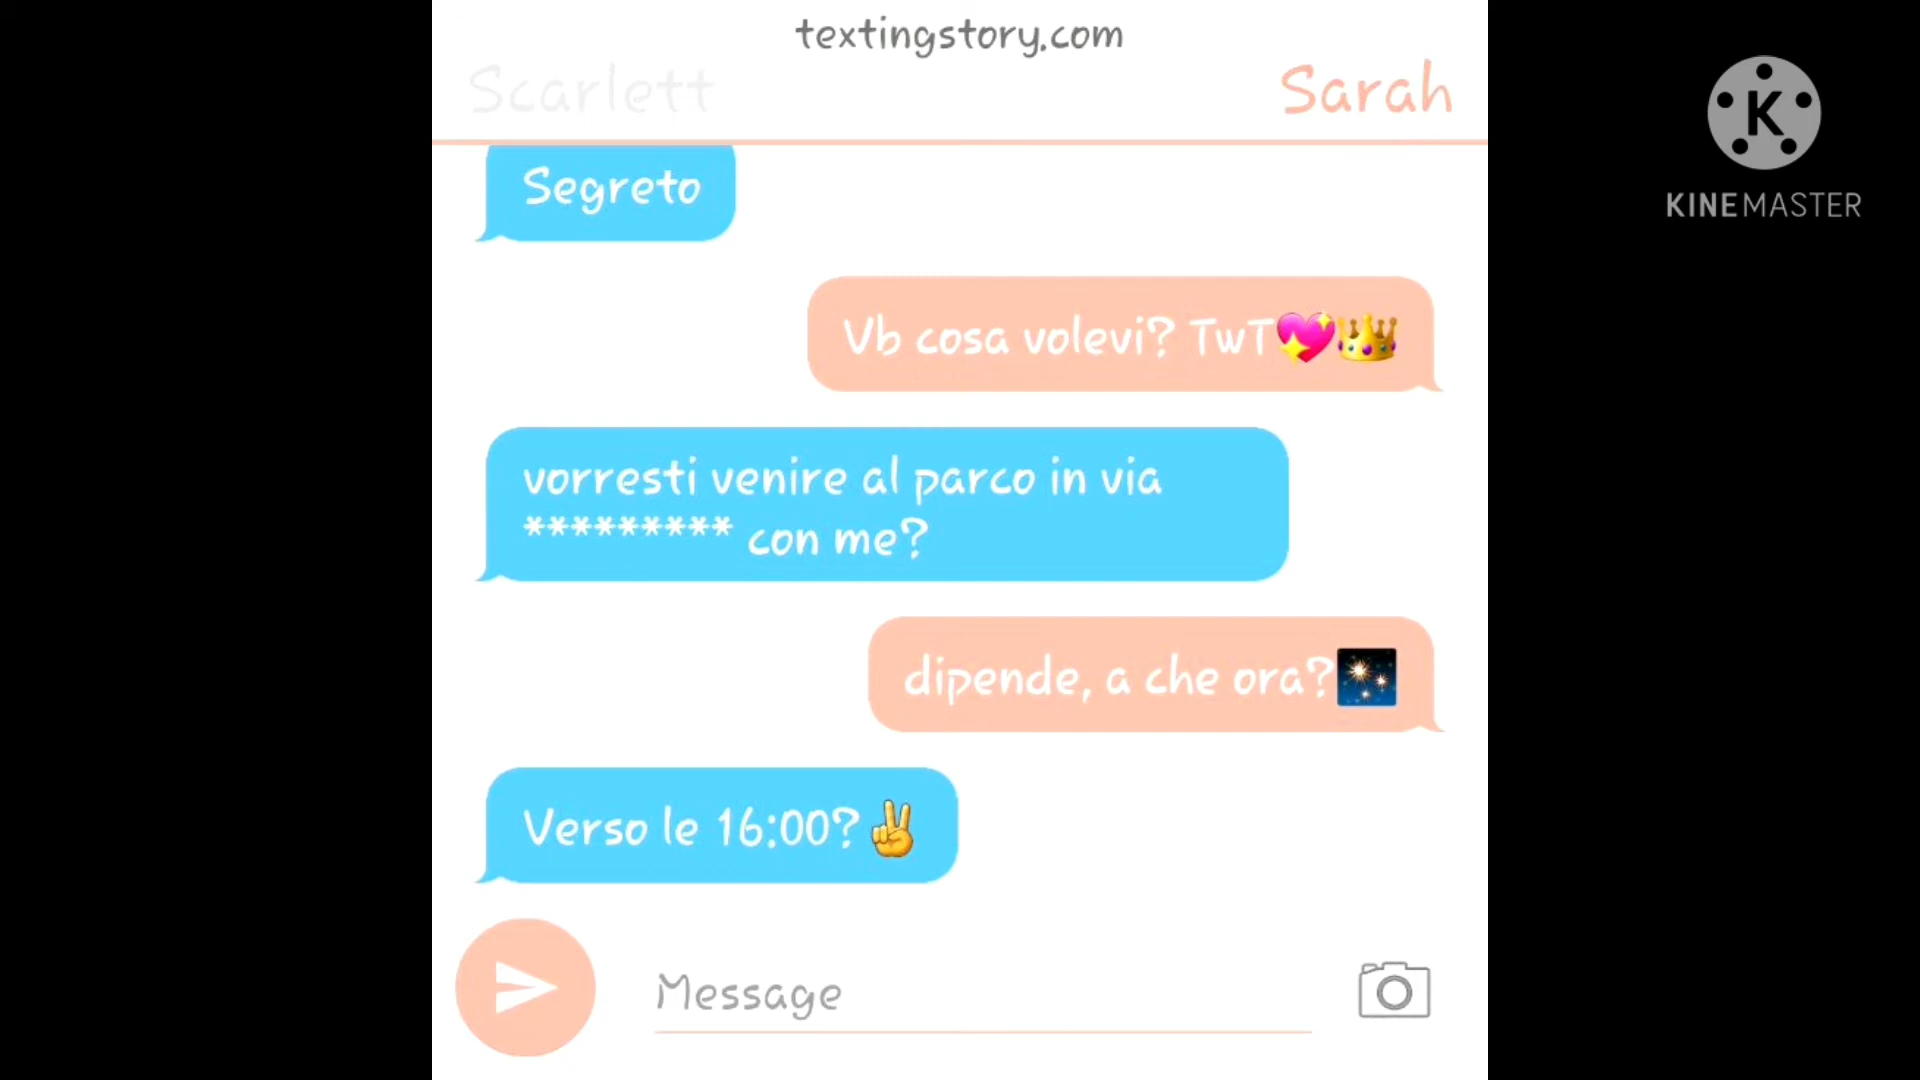 textingstory.com
Scarlett
Sarah
KINEMASTER
Segreto
Vb cosa volevi? TwT💖👑
vorresti venire al parco in via
********* con me?
dipende, a che ora?🎇
Verso le 16:00?✌
Message